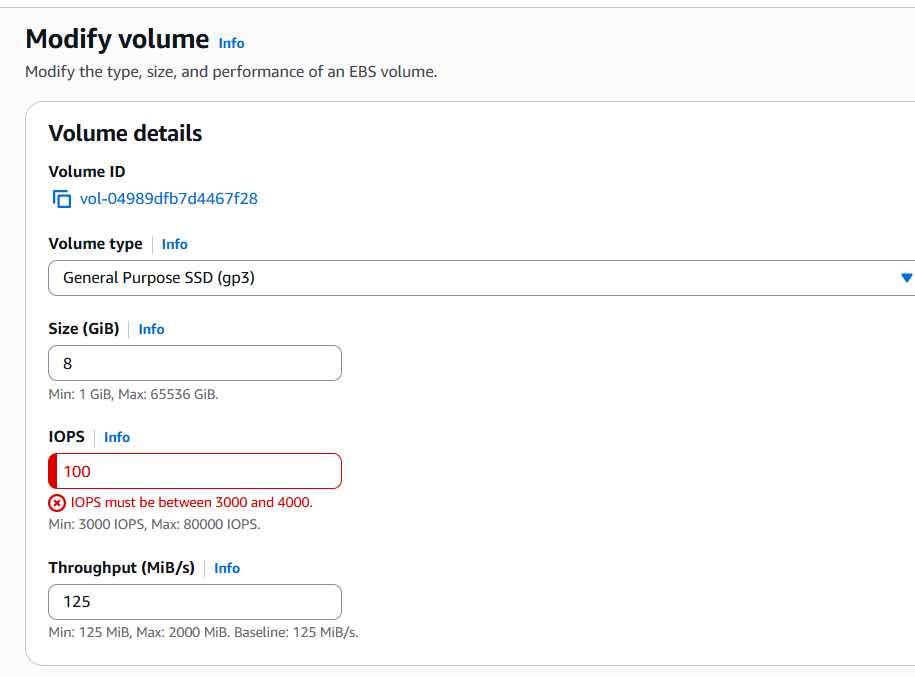 Modify volume Info
Modify the type, size, and performance of an EBS volume.
Volume details
Volume ID
vol-04989dfb7d4467f28
Volume type Info
General Purpose SSD (gp3)
Size (GiB) Info
8
Min: 1 GiB, Max: 65536 GiB.
IOPS Info
100
IOPS must be between 3000 and 4000.
Min: 3000 IOPS, Max: 80000 IOPS.
Throughput (MiB/s) Info
125
Min: 125 MiB, Max: 2000 MiB. Baseline: 125 MiB/s.